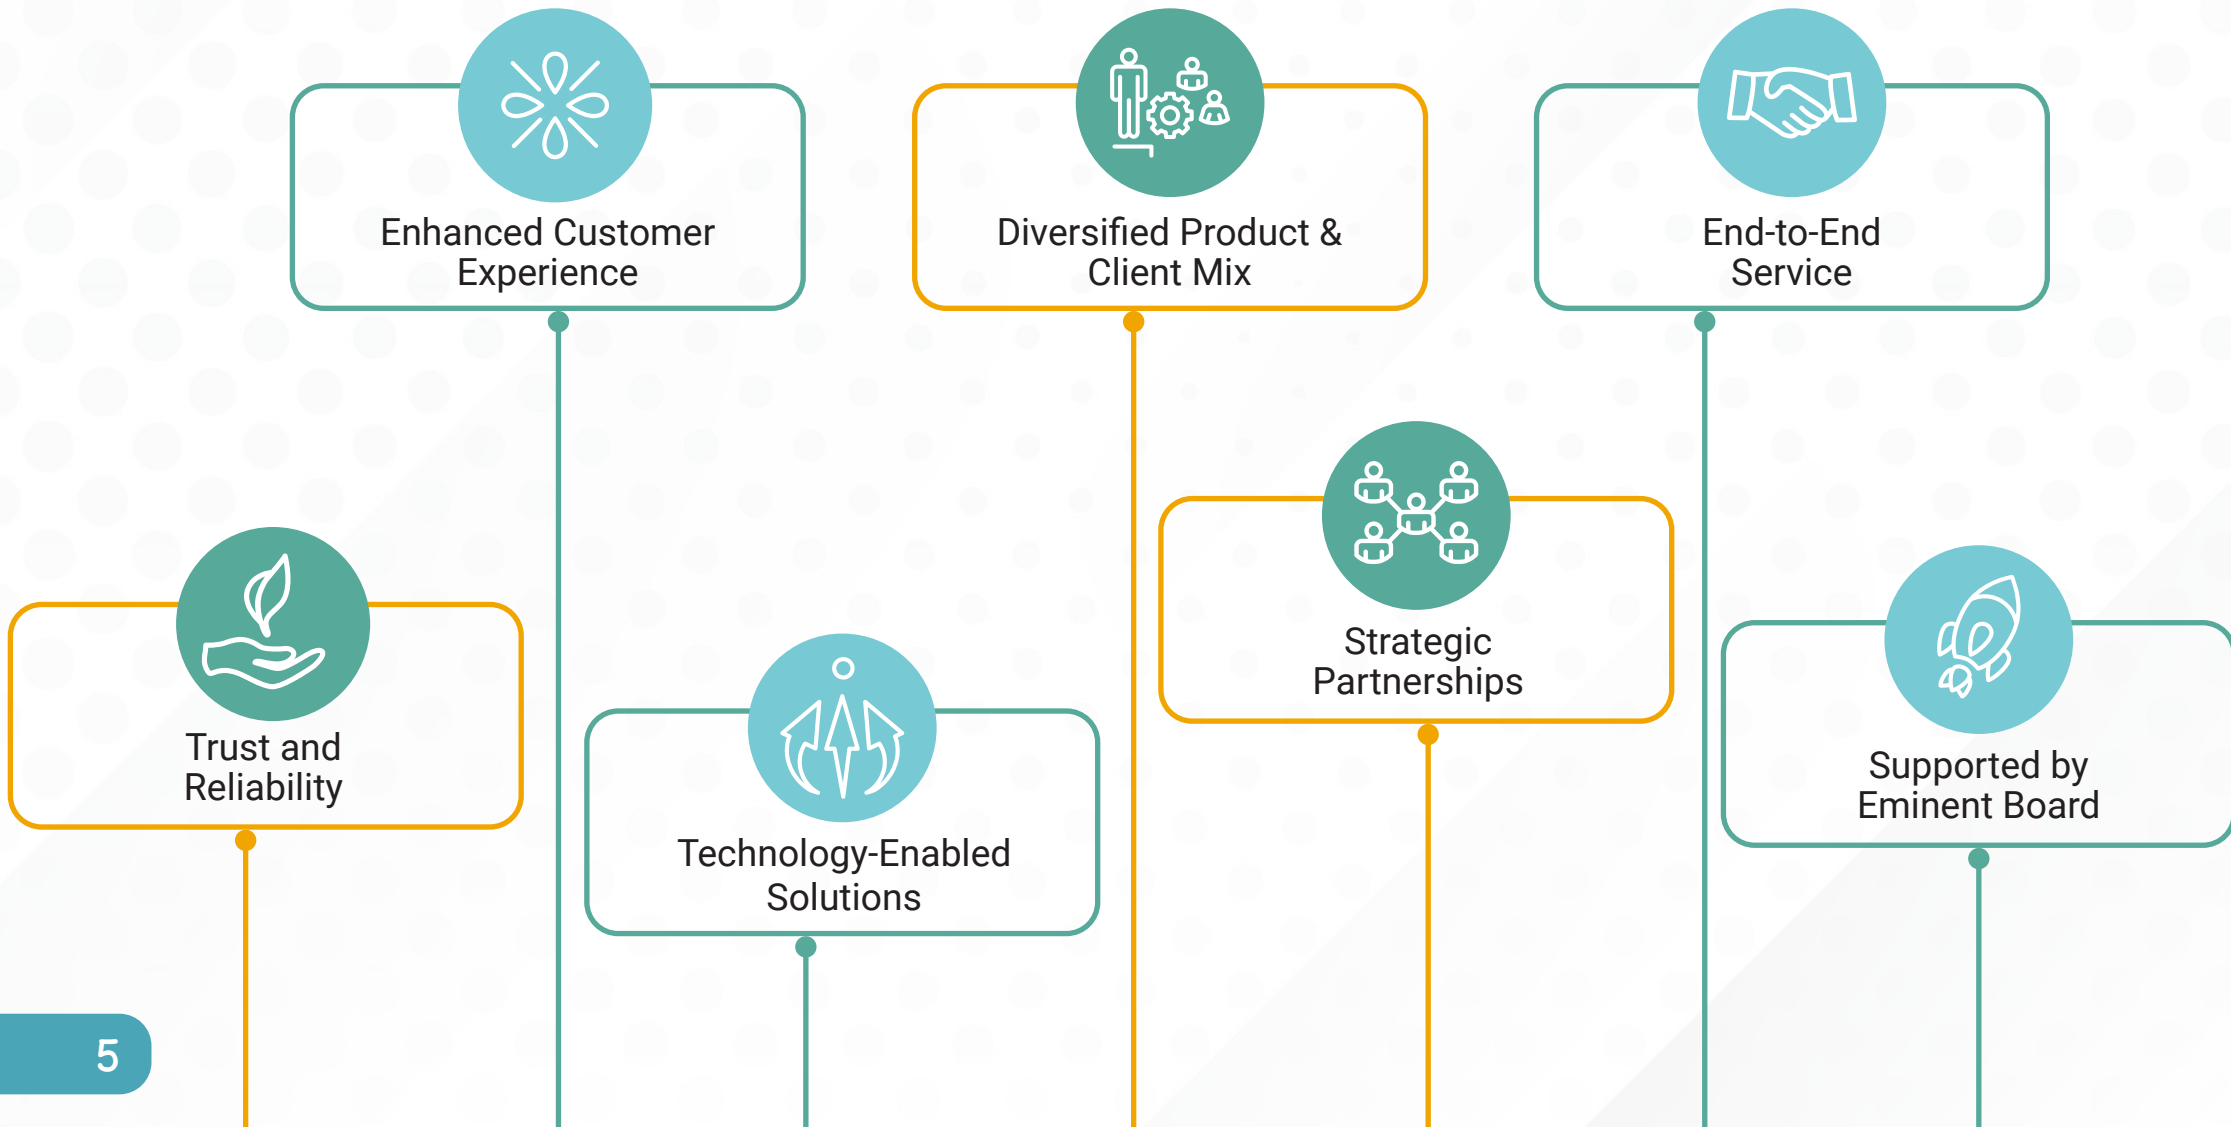 Enhanced Customer
Experience
Diversified Product &
Client Mix
End-to-End
Service
Trust and
Reliability
Technology-Enabled
Solutions
Strategic
Partnerships
Supported by
Eminent Board
5